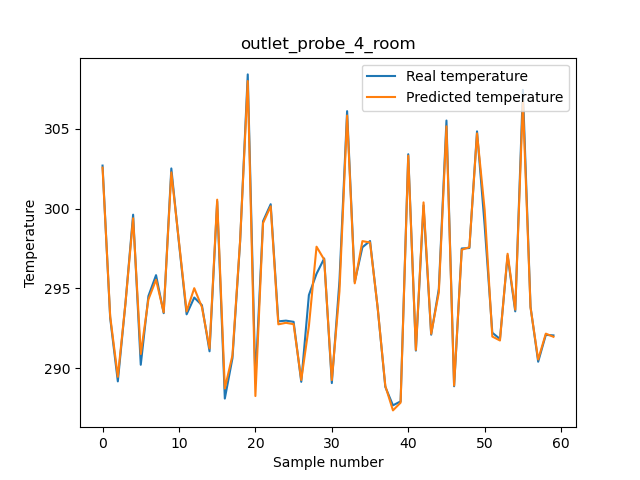 outlet_probe_4_room
Real temperature
Predicted temperature
Temperature
305
300
295
290
0
10
20
30
40
50
60
Sample number